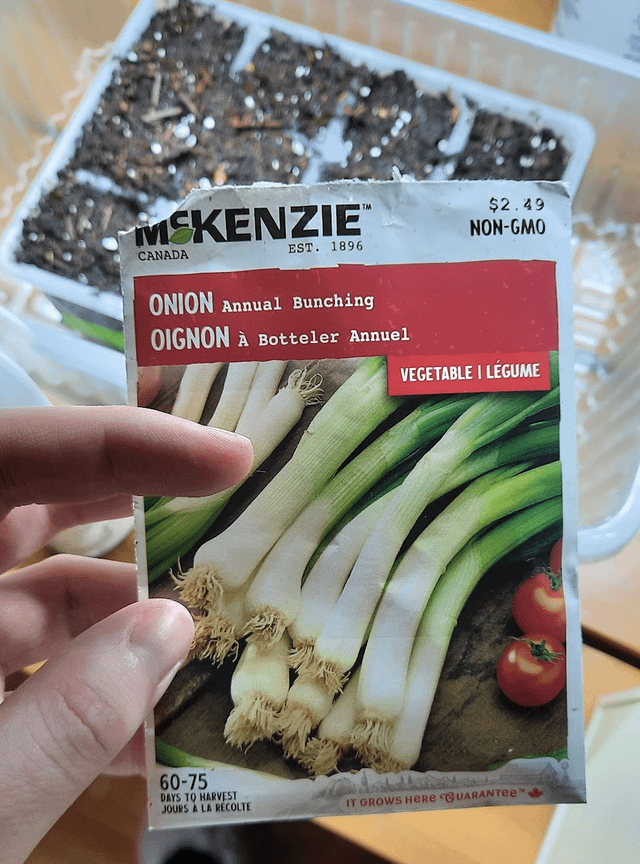 McKENZIE™
CANADA
EST. 1896
$2.49
NON-GMO
ONION Annual Bunching
OIGNON À Botteler Annuel
VEGETABLE | LÉGUME
60-75
DAYS TO HARVEST
JOURS À LA RÉCOLTE
IT GROWS HERE GUARANTEE™